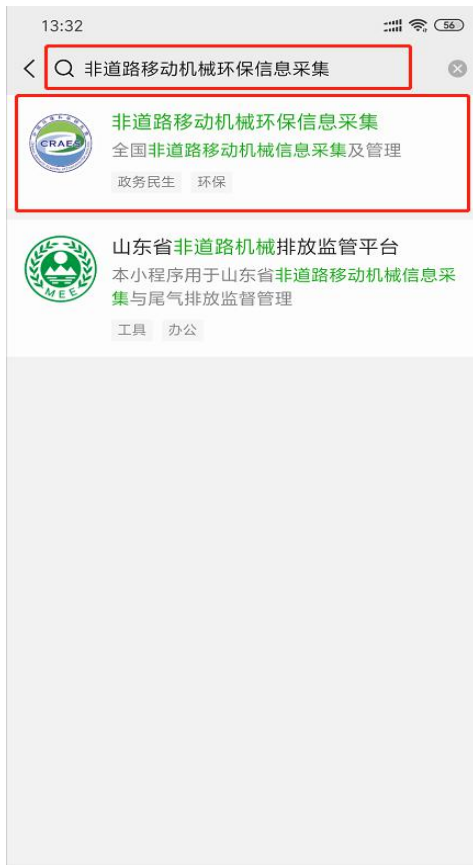 13:32
56
非道路移动机械环保信息采集
CRAES
非道路移动机械环保信息采集
全国非道路移动机械信息采集及管理
政务民生 环保
MEE
山东省非道路机械排放监管平台
本小程序用于山东省非道路移动机械信息采
集与尾气排放监督管理
工具 办公